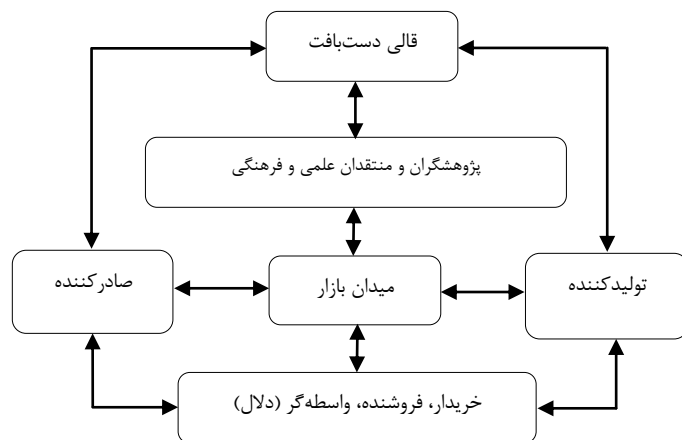 قالی دست‌بافت
پژوهشگران و منتقدان علمی و فرهنگی
تولیدکننده
میدان بازار
صادرکننده
خریدار، فروشنده، واسطه‌گر (دلال)